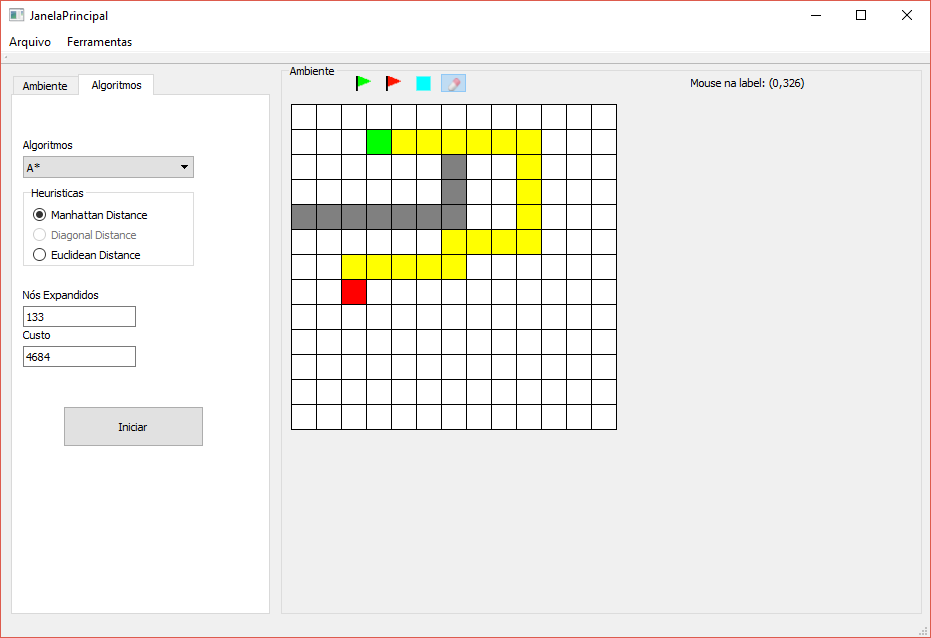 JanelaPrincipal
Arquivo Ferramentas
Ambiente Algoritmos
Algoritmos
A*
Heuristicas
Manhattan Distance
Diagonal Distance
Euclidean Distance
Nós Expandidos
133
Custo
4684
Iniciar
Ambiente
Mouse na label: (0,326)